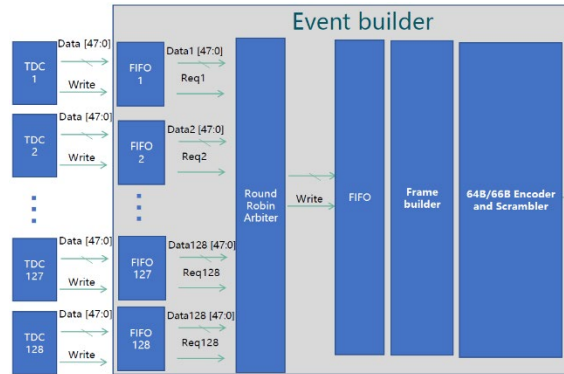 Event builder
Data [47:0]
TDC
1
Write
FIFO
1
Data1 [47:0]
Req1
Data [47:0]
TDC
2
Write
FIFO
2
Data2 [47:0]
Req2
Data [47:0]
TDC
127
Write
FIFO
127
Data128 [47:0]
Req128
Data [47:0]
TDC
128
Write
FIFO
128
Data128 [47:0]
Req128
Round
Robin
Arbiter
Write
FIFO
Frame
builder
64B/66B Encoder
and Scrambler